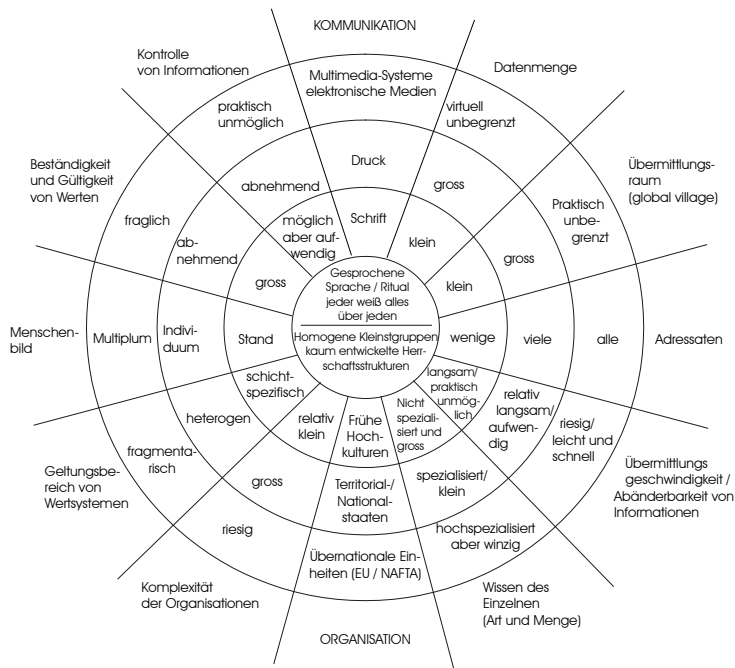 KOMMUNIKATION
Kontrolle
von Informationen
Datenmenge
Multimedia-Systeme
elektronische Medien
praktisch
unmöglich
virtuell
unbegrenzt
Druck
Beständigkeit
und Gültigkeit
von Werten
Übermittlungs-
raum
(global village)
abnehmend
gross
Praktisch
unbe-
grenzt
fraglich
möglich
aber auf-
wendig
Schrift
klein
ab-
nehmend
gross
gross
klein
Gesprochene
Sprache / Ritual
jeder weiß alles
über jeden
Homogene Kleinstgruppen
kaum entwickelte Herr-
schaftsstrukturen
Menschen-
bild
Multiplum
Indivi-
duum
Stand
wenige
viele
alle
Adressaten
schicht-
spezifisch
langsam/
praktisch
unmög-
lich
heterogen
relativ
klein
Frühe
Hoch-
kulturen
Nicht
speziali-
siert und
gross
relativ
langsam/
aufwen-
dig
riesig/
leicht und
schnell
fragmenta-
risch
Geltungsbe-
reich von
Wertsystemen
gross
Territorial-/
National-
staaten
spezialisiert/
klein
Übermittlungs
geschwindigkeit /
Abänderbarkeit von
Informationen
riesig
hochspezialisiert
aber winzig
Übernationale Ein-
heiten (EU / NAFTA)
Komplexität
der Organisationen
Wissen des
Einzelnen
(Art und Menge)
ORGANISATION